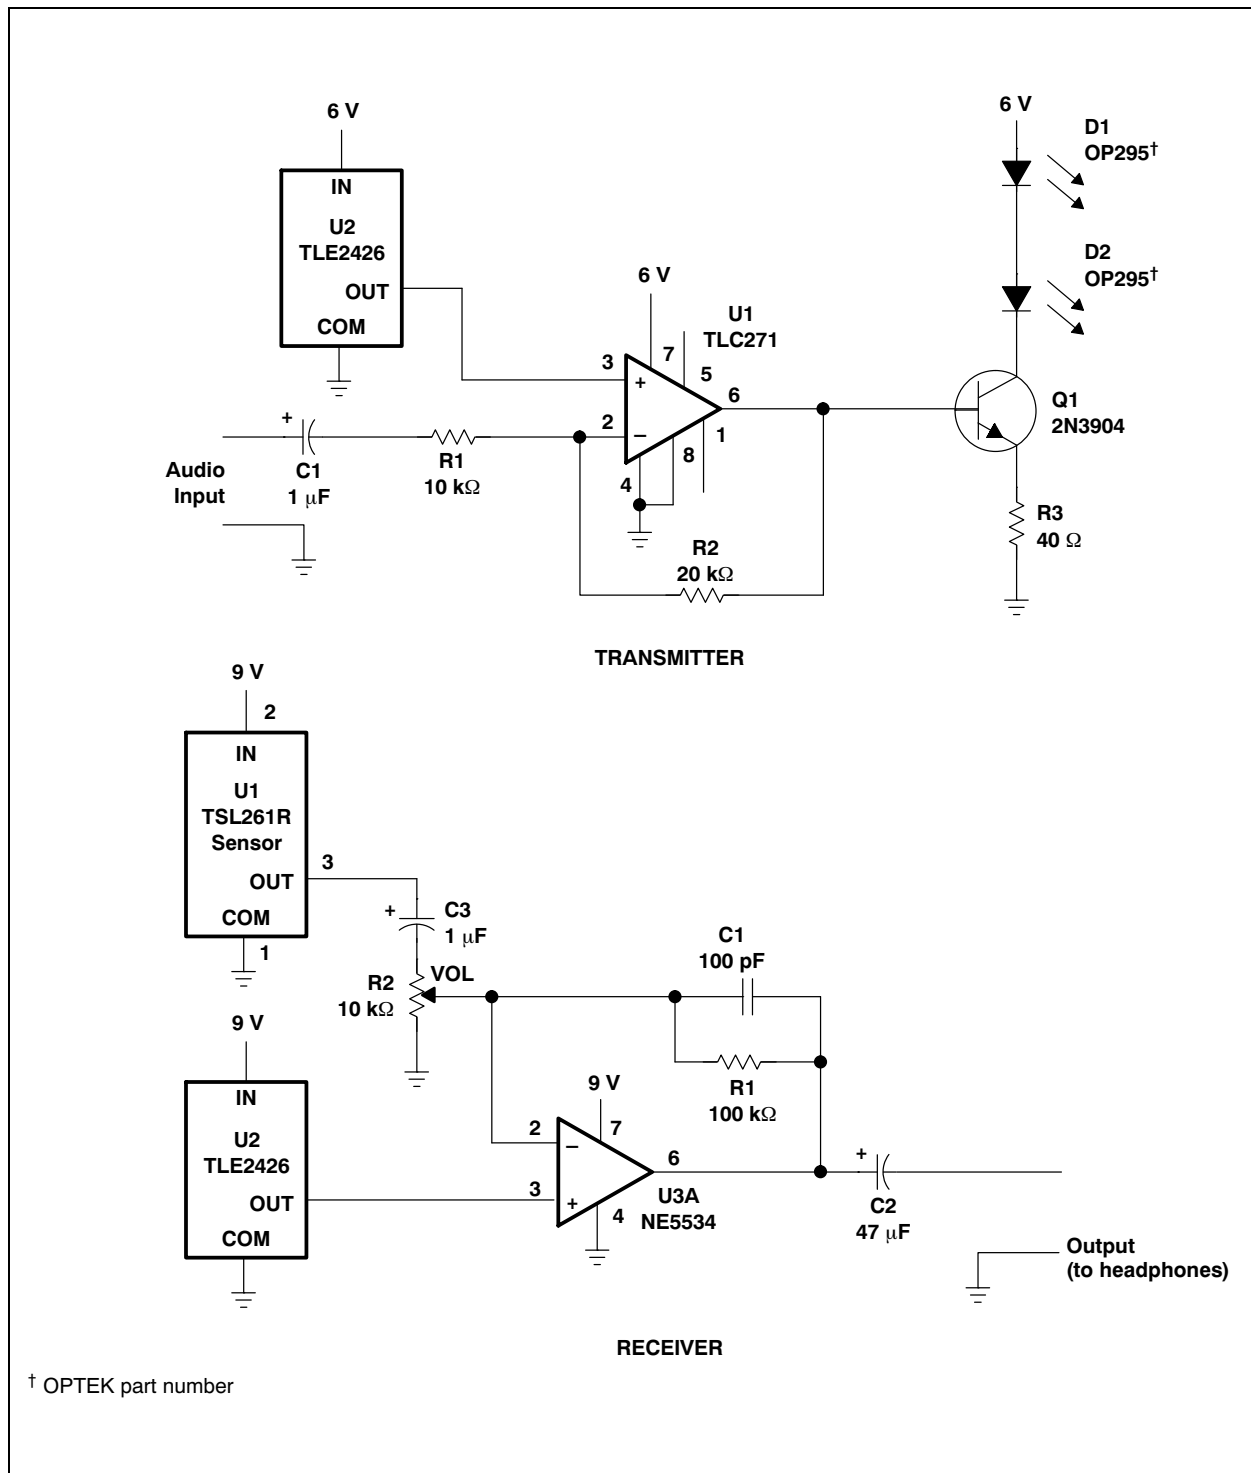 6 V
IN
U2
TLE2426
OUT
COM
6 V
U1
TLC271
7
5
3
+
6
2
–
1
8
4
+
C1
1 μF
Audio
Input
R1
10 kΩ
R2
20 kΩ
6 V
D1
OP295†
D2
OP295†
Q1
2N3904
R3
40 Ω
TRANSMITTER
9 V
2
IN
U1
TSL261R
Sensor
3
OUT
COM
1
+
C3
1 μF
R2
10 kΩ
VOL
C1
100 pF
R1
100 kΩ
9 V
IN
U2
TLE2426
OUT
COM
9 V
7
2
–
6
3
+
4
U3A
NE5534
+
C2
47 μF
Output
(to headphones)
RECEIVER
† OPTEK part number